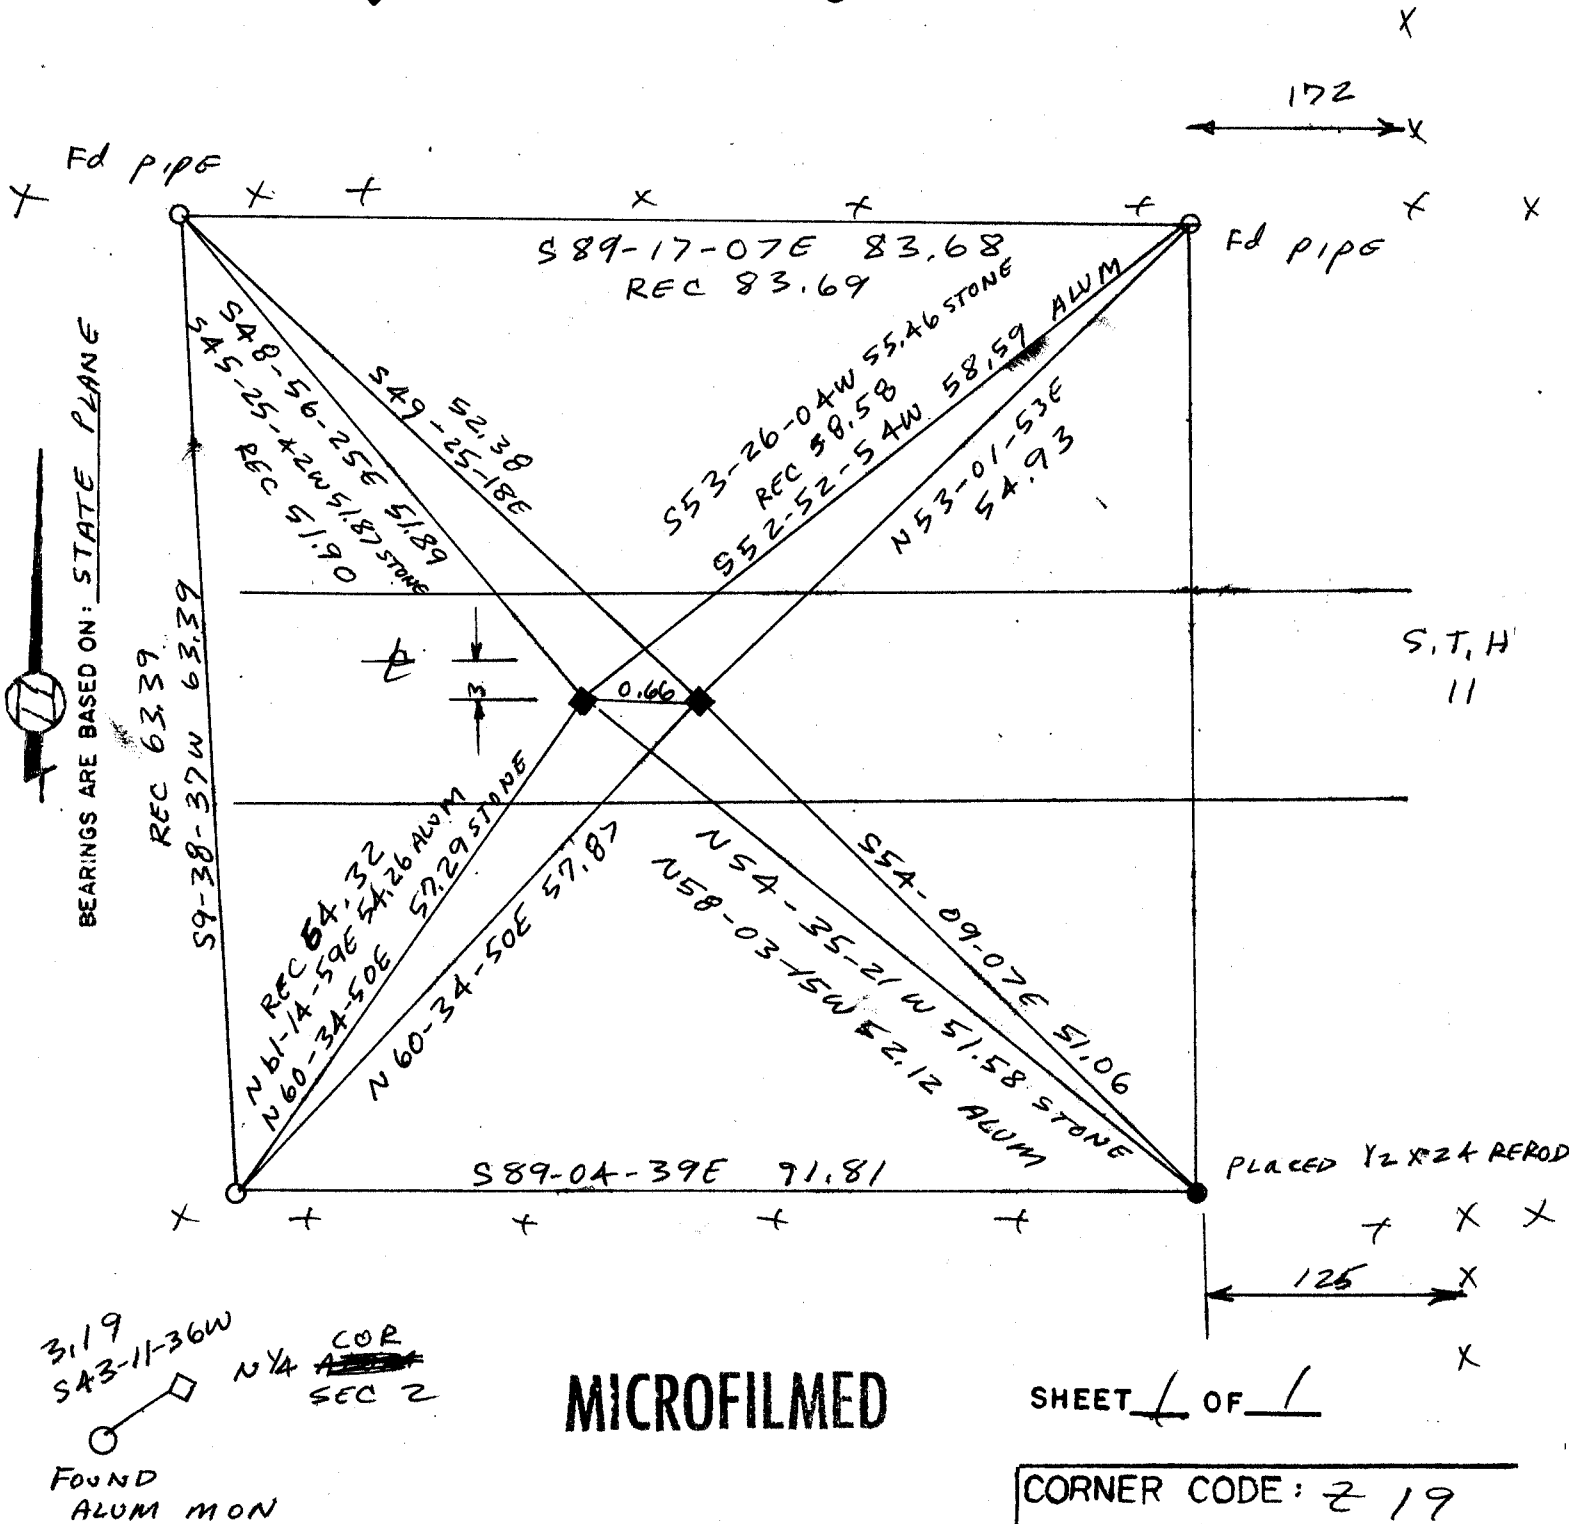 172
Fd PIPE
S89-17-07E 83.68
REC 83.69
Fd PIPE
S48-56-25E 51.89
S45-25-42W 51.87 STONE
REC 51.90
52.38
S49-25-18E
S53-26-04W 55.46 STONE
REC 58.58
S52-52-54W 58.59 ALUM
N53-01-53E
54.93
BEARINGS ARE BASED ON: STATE PLANE
REC 63.39
S9-38-37W 63.39
3
0.66
S.T.H
11
REC 54.32
N61-14-59E 54.26 ALUM
N60-34-50E 57.29 STONE
N60-34-50E 57.87
S54-09-07E 51.06
N54-35-21W 51.58 STONE
N58-03-15W 52.12 ALUM
S89-04-39E 91.81
PLACED 1/2 X 24 REROD
125
3.19
S43-11-36W
N 1/4 COR
SEC 2
FOUND
ALUM MON
MICROFILMED
SHEET 1 OF 1
CORNER CODE: Z 19